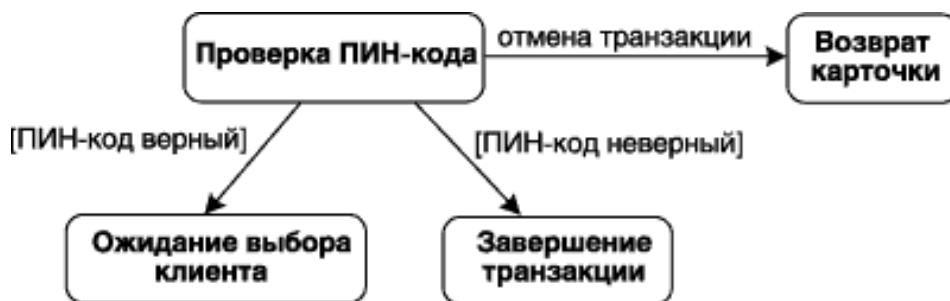 Проверка ПИН-кода
отмена транзакции
Возврат
карточки
[ПИН-код верный]
[ПИН-код неверный]
Ожидание выбора
клиента
Завершение
транзакции